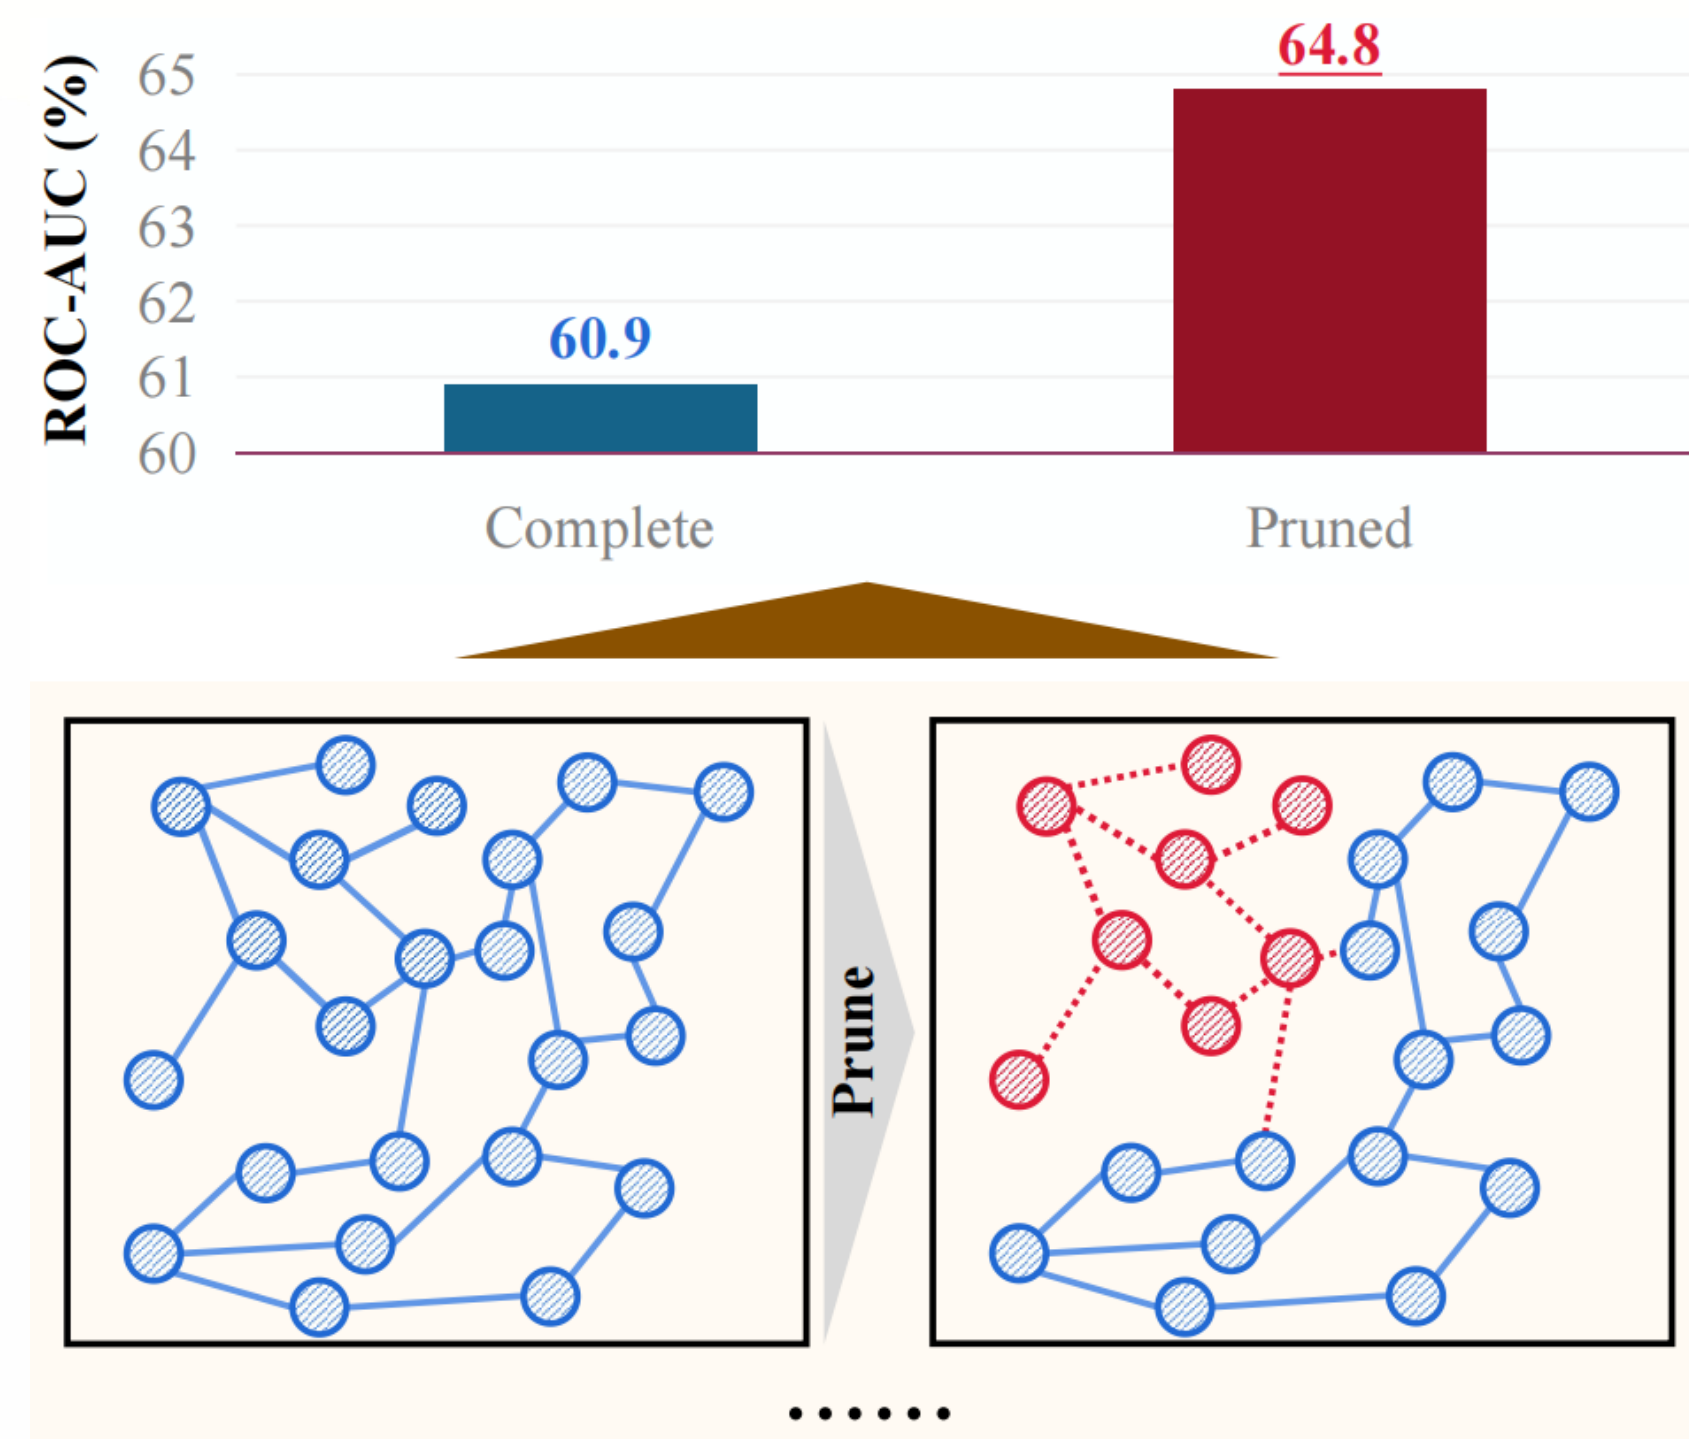 ROC-AUC (%)
65
64
63
62
61
60
60.9
64.8
Complete
Pruned
Prune
......